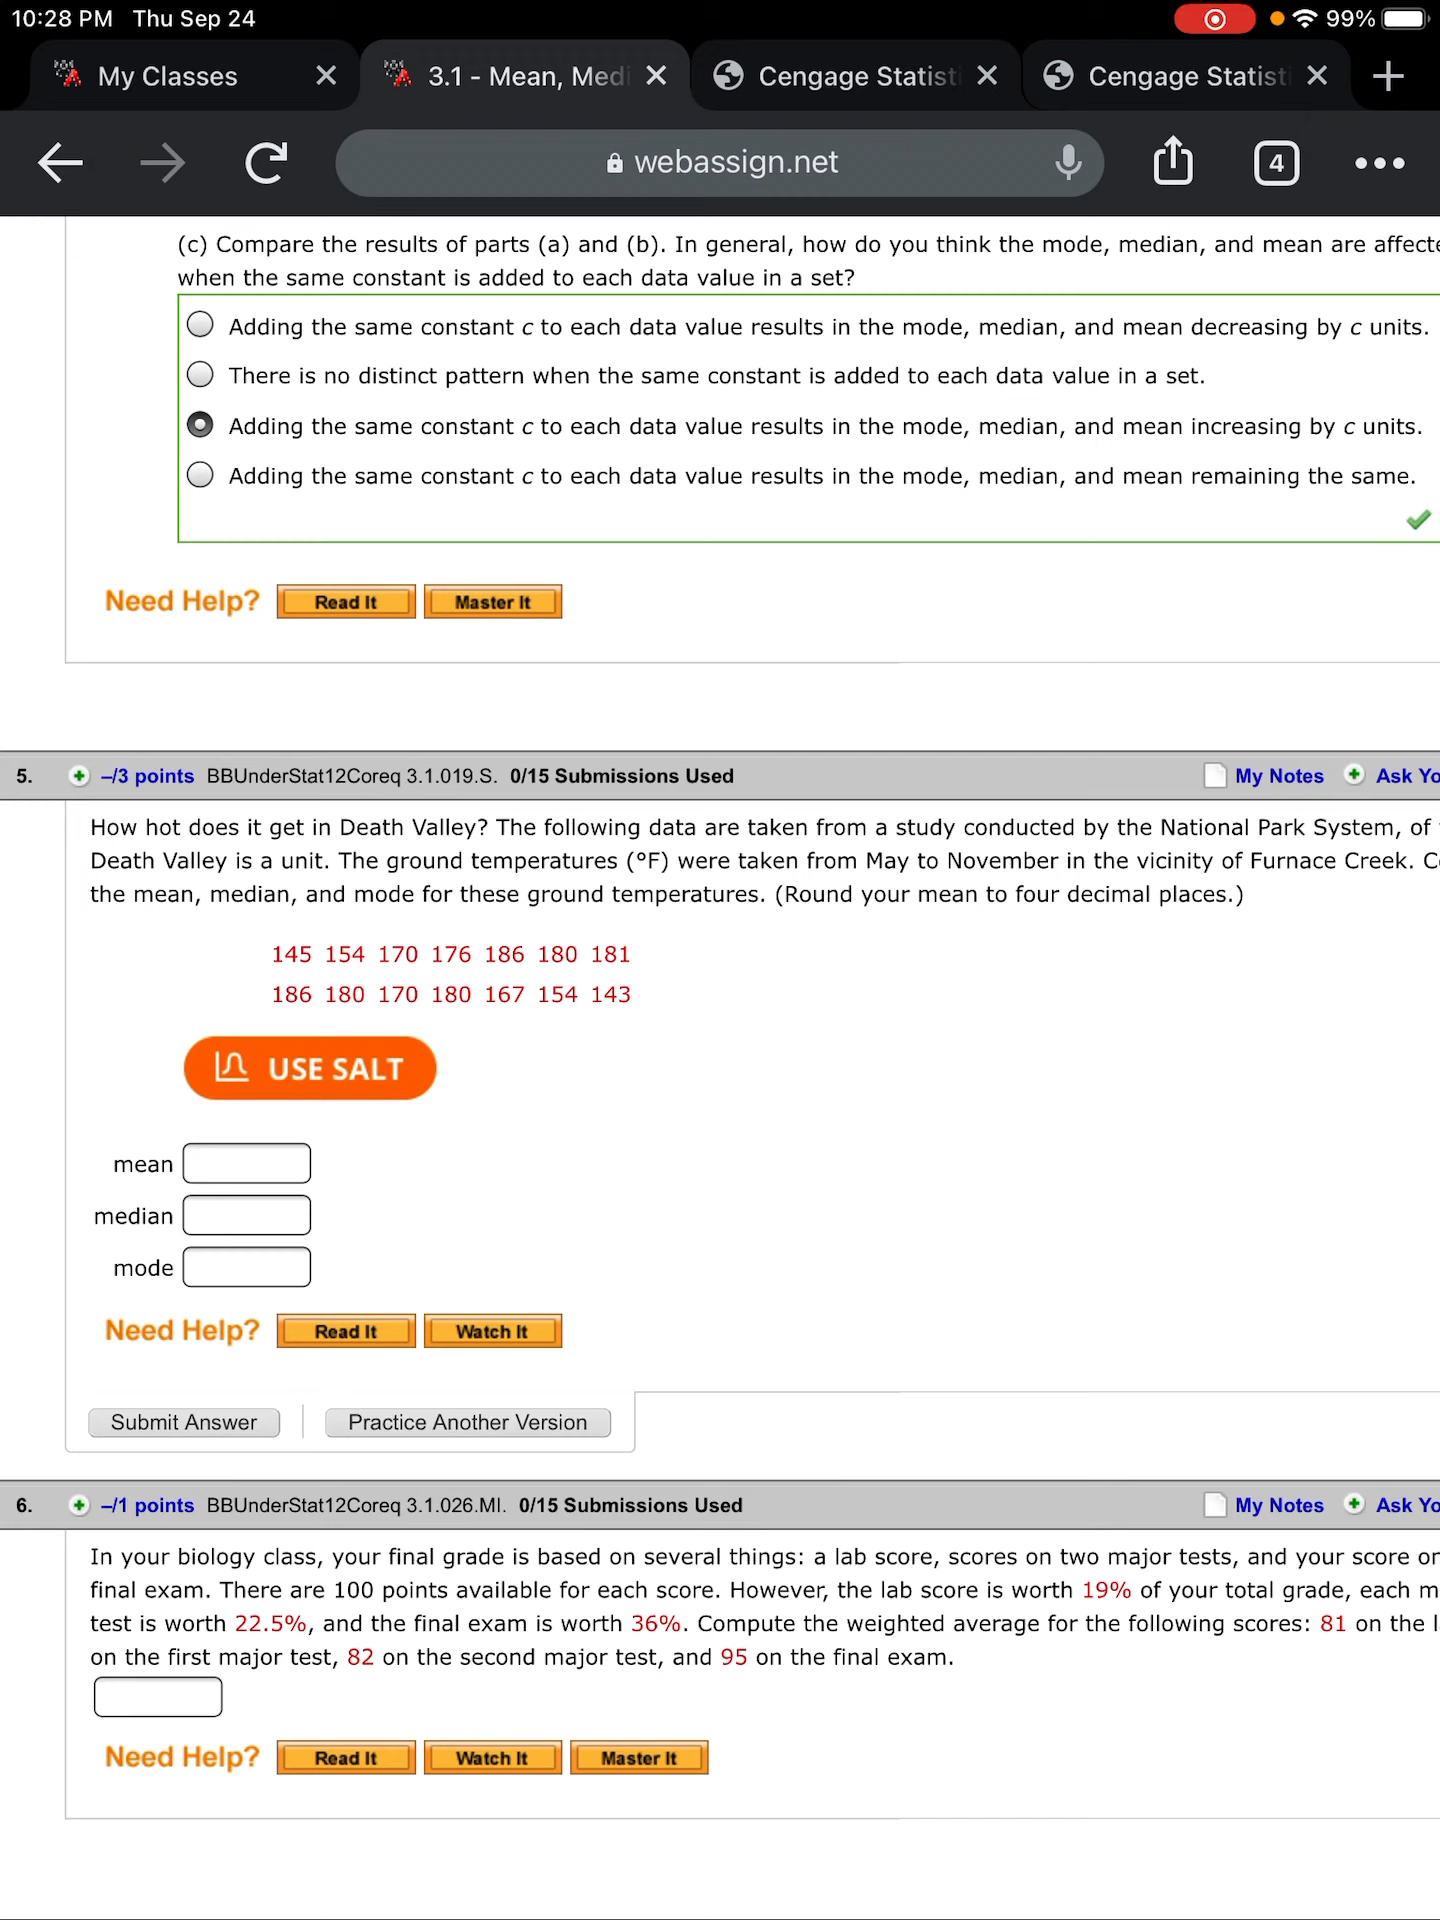 10:28 PM Thu Sep 24
99%
My Classes
3.1 - Mean, Medi
Cengage Statisti
Cengage Statisti
webassign.net
4
(c) Compare the results of parts (a) and (b). In general, how do you think the mode, median, and mean are affecte
when the same constant is added to each data value in a set?
Adding the same constant c to each data value results in the mode, median, and mean decreasing by c units.
There is no distinct pattern when the same constant is added to each data value in a set.
Adding the same constant c to each data value results in the mode, median, and mean increasing by c units.
Adding the same constant c to each data value results in the mode, median, and mean remaining the same.
Need Help? Read It Master It
5. –/3 points BBUnderStat12Coreq 3.1.019.S. 0/15 Submissions Used My Notes Ask Yo
How hot does it get in Death Valley? The following data are taken from a study conducted by the National Park System, of
Death Valley is a unit. The ground temperatures (°F) were taken from May to November in the vicinity of Furnace Creek. C
the mean, median, and mode for these ground temperatures. (Round your mean to four decimal places.)
145 154 170 176 186 180 181
186 180 170 180 167 154 143
USE SALT
mean
median
mode
Need Help? Read It Watch It
Submit Answer Practice Another Version
6. –/1 points BBUnderStat12Coreq 3.1.026.MI. 0/15 Submissions Used My Notes Ask Yo
In your biology class, your final grade is based on several things: a lab score, scores on two major tests, and your score on
final exam. There are 100 points available for each score. However, the lab score is worth 19% of your total grade, each m
test is worth 22.5%, and the final exam is worth 36%. Compute the weighted average for the following scores: 81 on the l
on the first major test, 82 on the second major test, and 95 on the final exam.
Need Help? Read It Watch It Master It